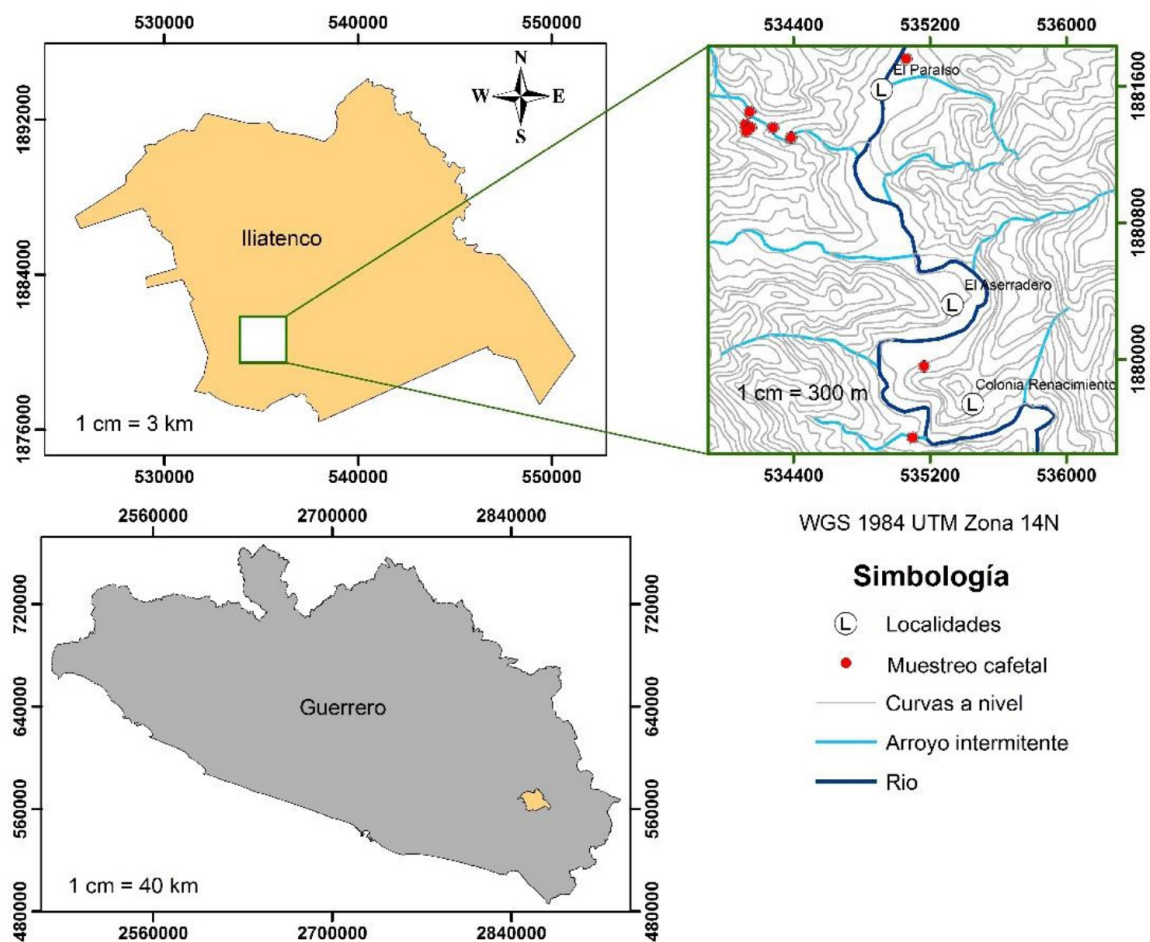 530000 540000 550000
N
W E
S
1892000
1884000
1876000
Iliatenco
1 cm = 3 km
530000 540000 550000
534400 535200 536000
El Paraíso
L
1881600
1880800
1880000
El Aserradero
L
1 cm = 300 m
Colonia Renacimiento
L
534400 535200 536000
WGS 1984 UTM Zona 14N
Simbología
L Localidades
Muestreo cafetal
Curvas a nivel
Arroyo intermitente
Rio
2560000 2700000 2840000
720000 720000
640000 640000
560000 560000
480000 480000
Guerrero
1 cm = 40 km
2560000 2700000 2840000